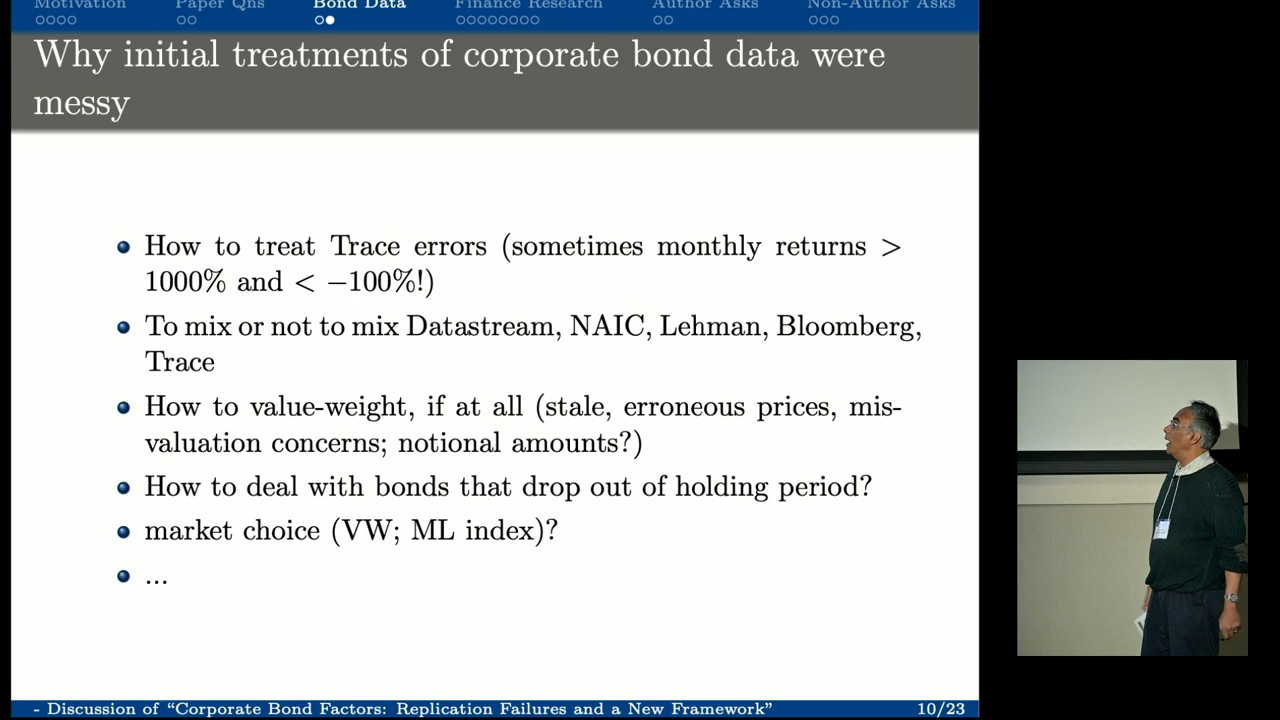 Motivation Paper Qns Bond Data Finance Research Author Asks Non-Author Asks
Why initial treatments of corporate bond data were
messy
How to treat Trace errors (sometimes monthly returns >
1000% and < −100%!)
To mix or not to mix Datastream, NAIC, Lehman, Bloomberg,
Trace
How to value-weight, if at all (stale, erroneous prices, mis-
valuation concerns; notional amounts?)
How to deal with bonds that drop out of holding period?
market choice (VW; ML index)?
...
- Discussion of “Corporate Bond Factors: Replication Failures and a New Framework” 10/23